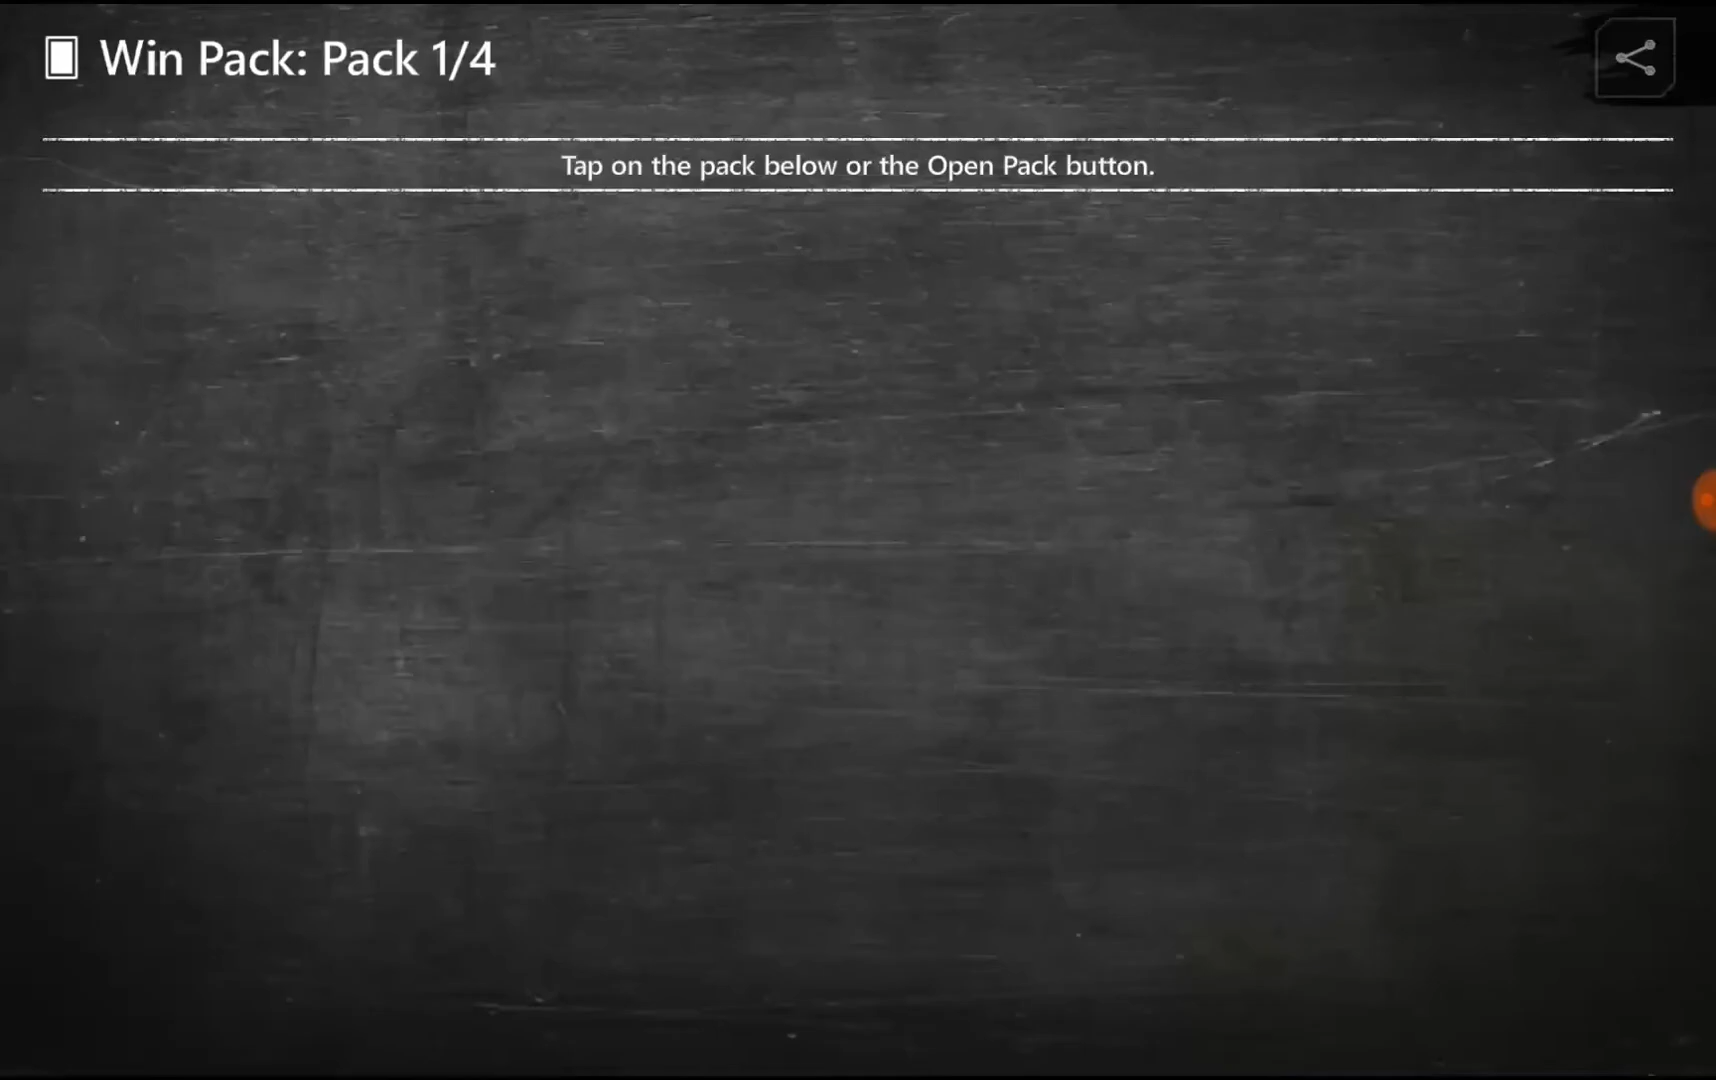 Win Pack: Pack 1/4
Tap on the pack below or the Open Pack button.